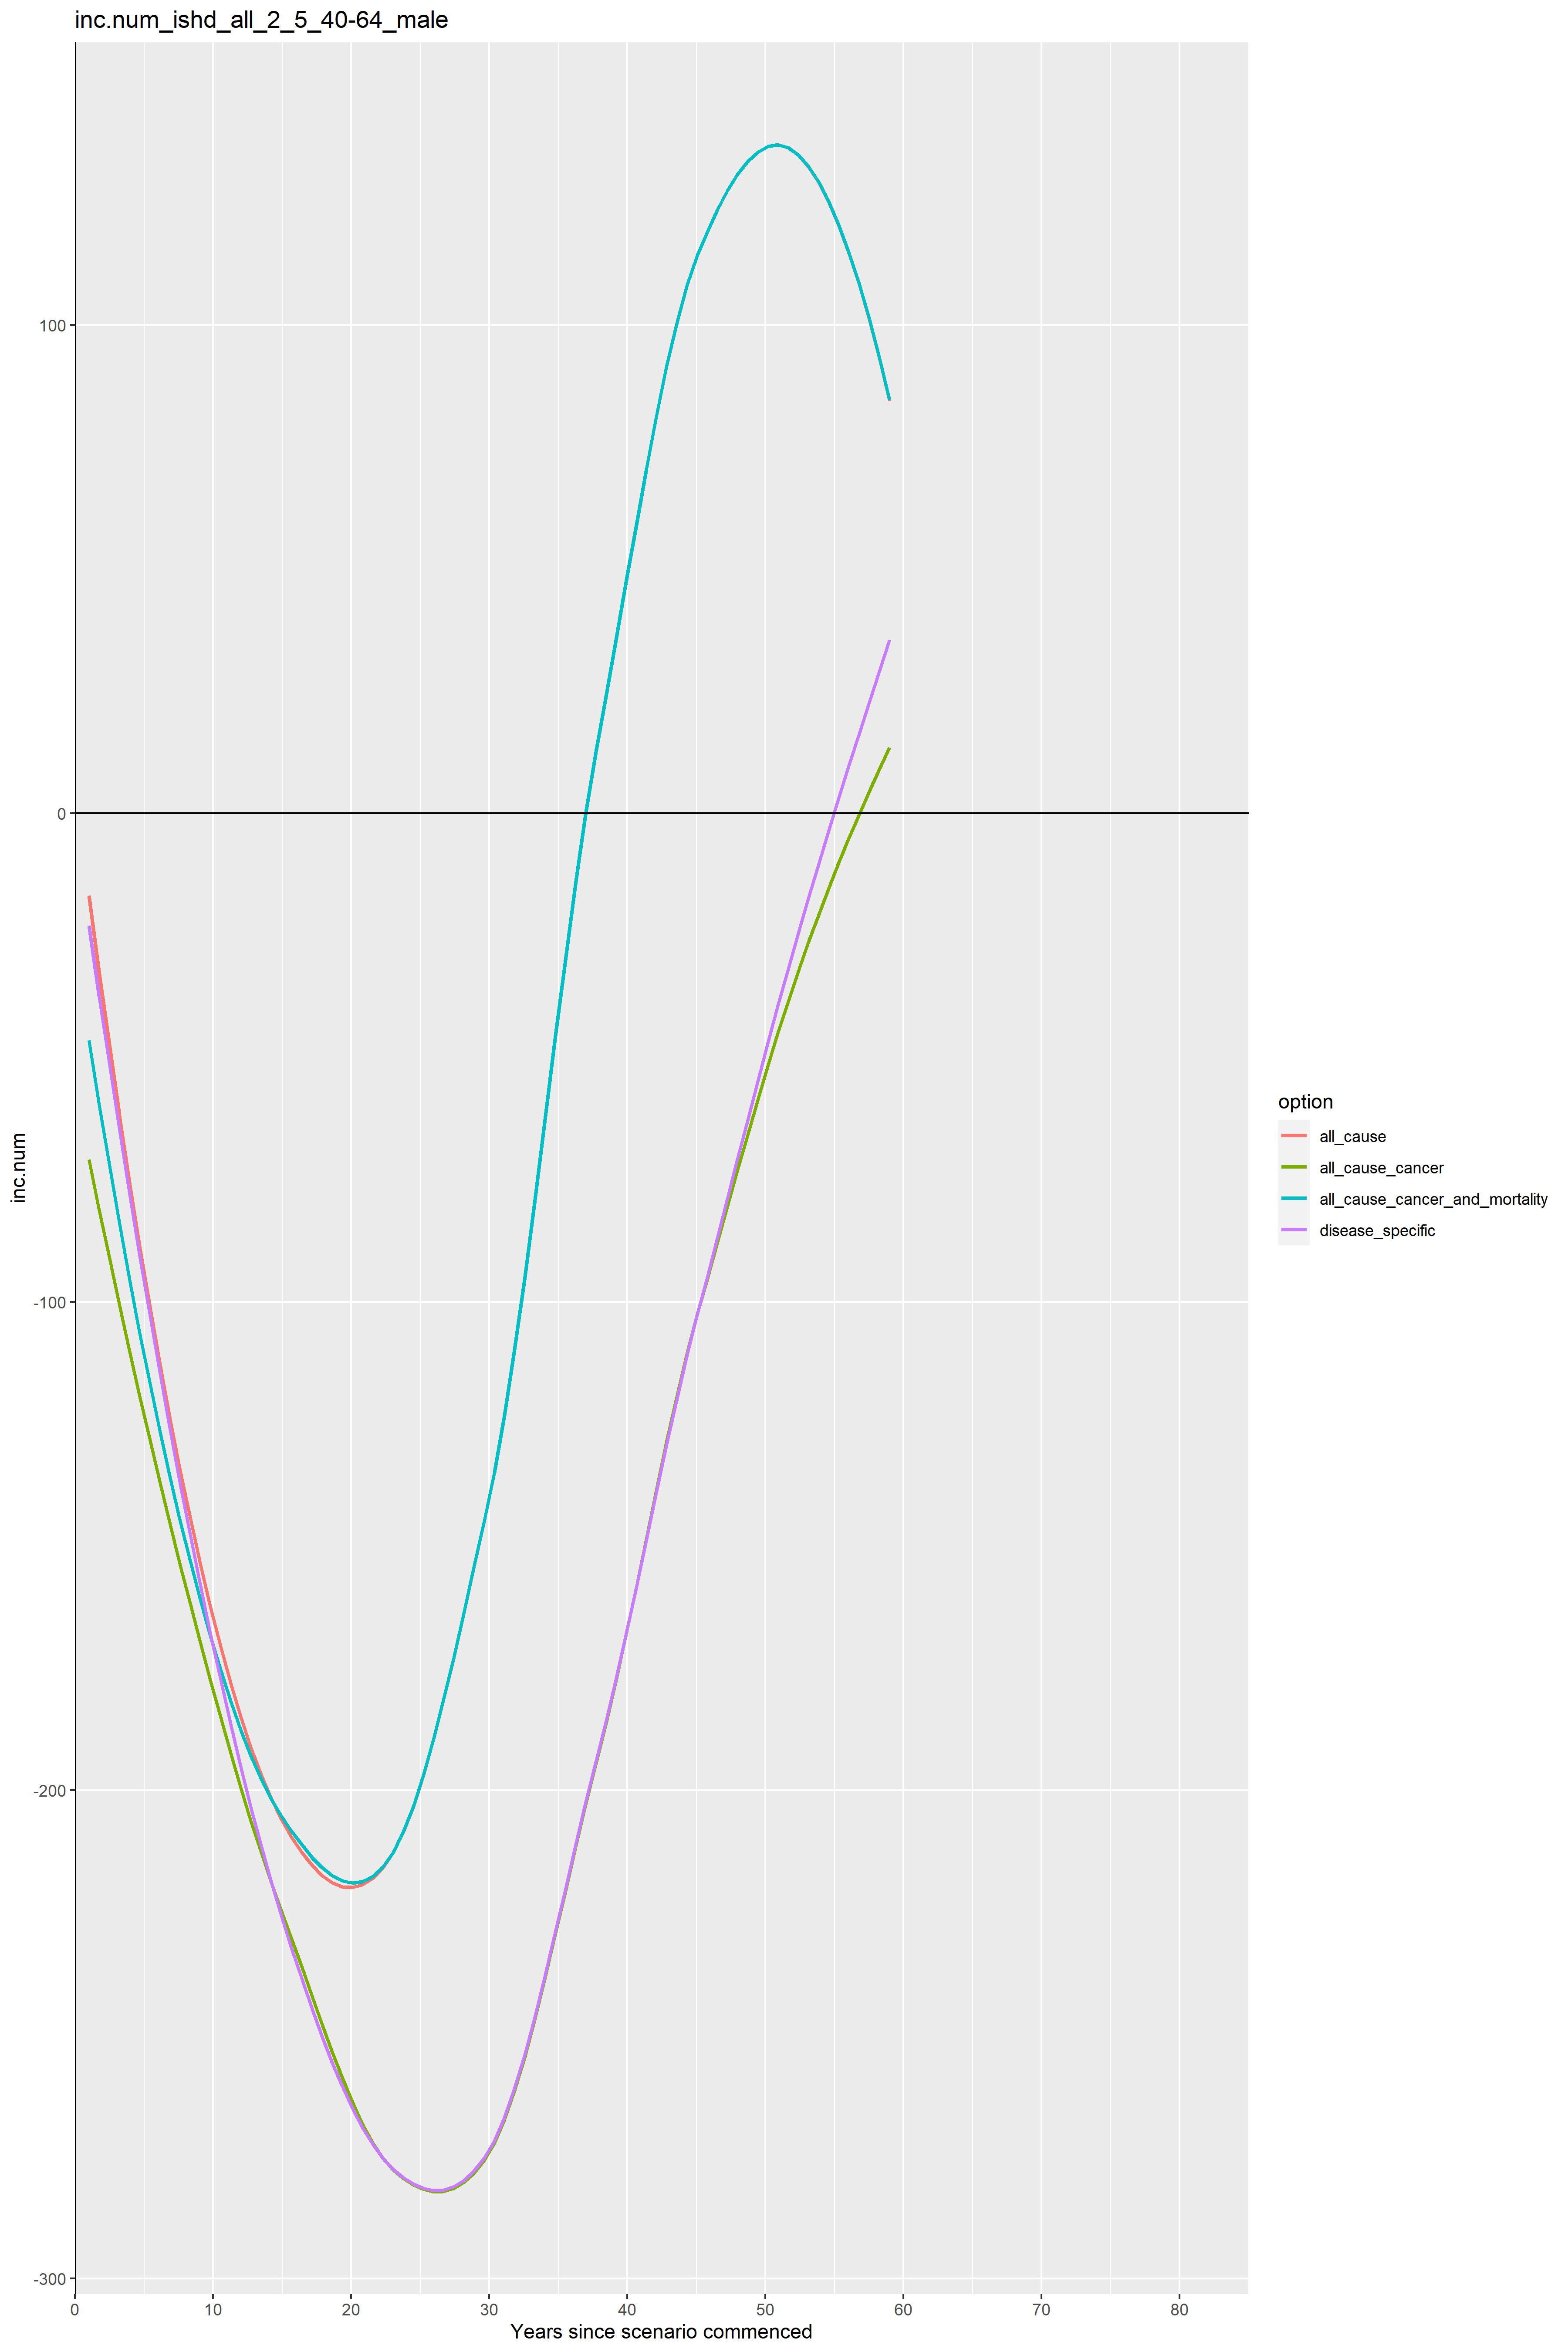 inc.num_ishd_all_2_5_40-64_male
100
0
-100
-200
-300
inc.num
0 10 20 30 40 50 60 70 80
Years since scenario commenced
option
all_cause
all_cause_cancer
all_cause_cancer_and_mortality
disease_specific